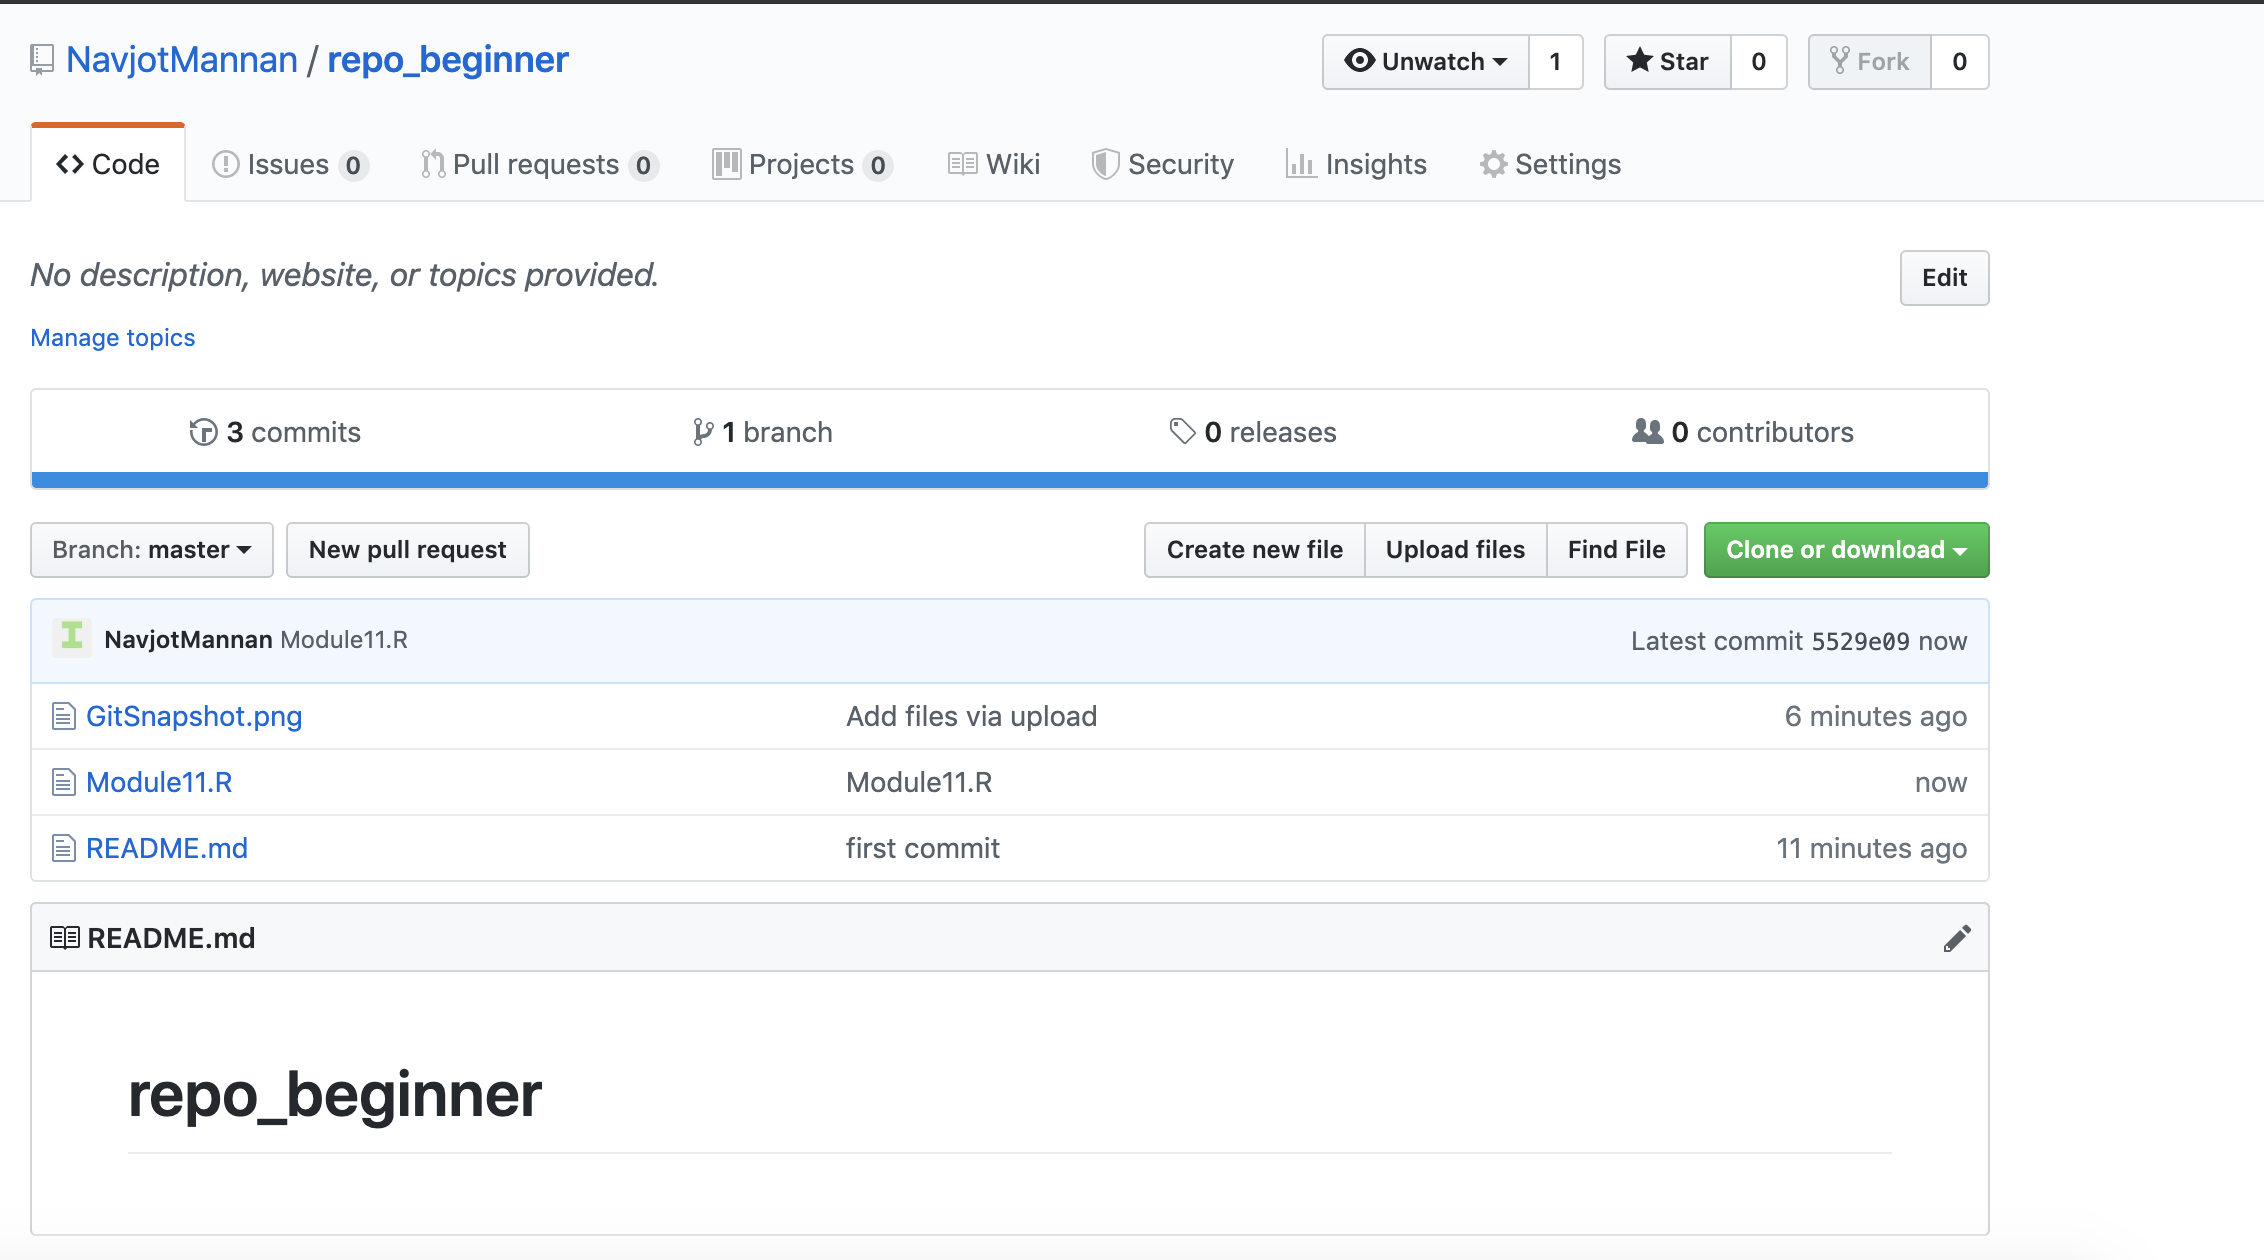 NavjotMannan / repo_beginner
Unwatch 1 Star 0 Fork 0
Code Issues 0 Pull requests 0 Projects 0 Wiki Security Insights Settings
No description, website, or topics provided.
Edit
Manage topics
3 commits 1 branch 0 releases 0 contributors
Branch: master New pull request Create new file Upload files Find File Clone or download
NavjotMannan Module11.R Latest commit 5529e09 now
GitSnapshot.png Add files via upload 6 minutes ago
Module11.R Module11.R now
README.md first commit 11 minutes ago
README.md
repo_beginner